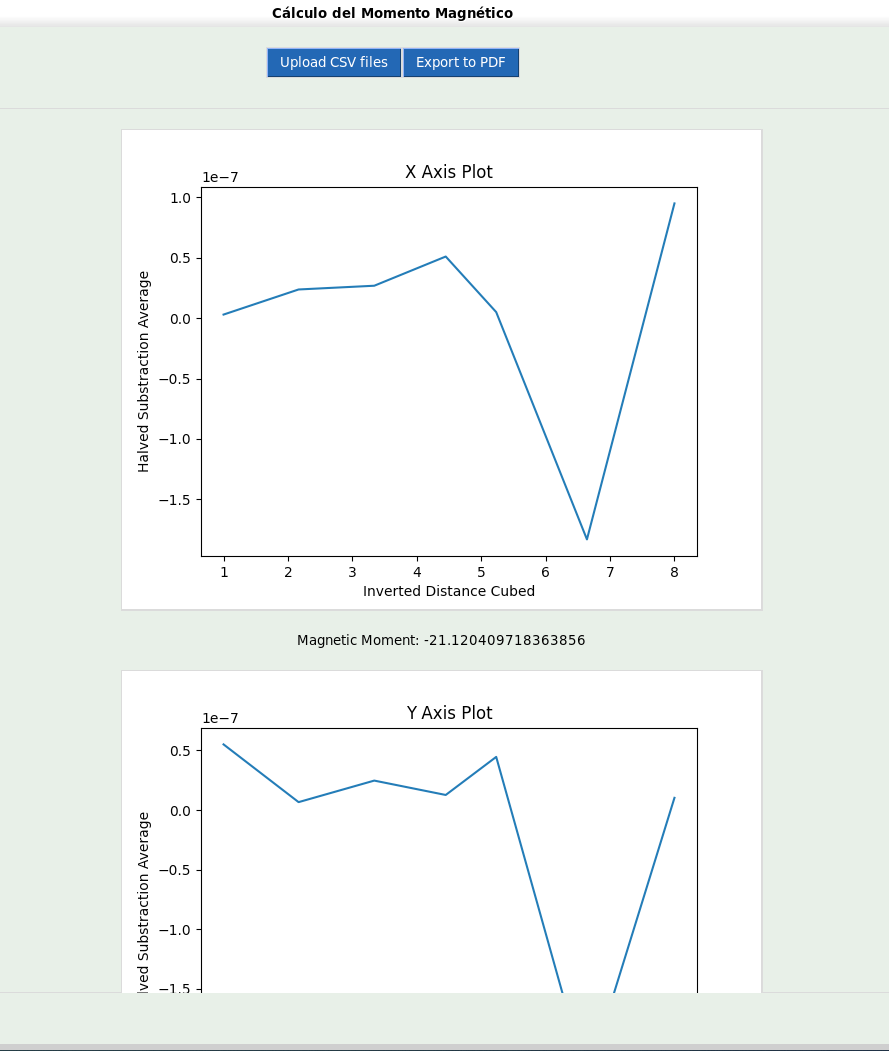 Cálculo del Momento Magnético
Upload CSV files Export to PDF
X Axis Plot
1e−7
1.0
0.5
0.0
−0.5
−1.0
−1.5
Halved Substraction Average
1 2 3 4 5 6 7 8
Inverted Distance Cubed
Magnetic Moment: -21.120409718363856
Y Axis Plot
1e−7
0.5
0.0
−0.5
−1.0
−1.5
ved Substraction Average